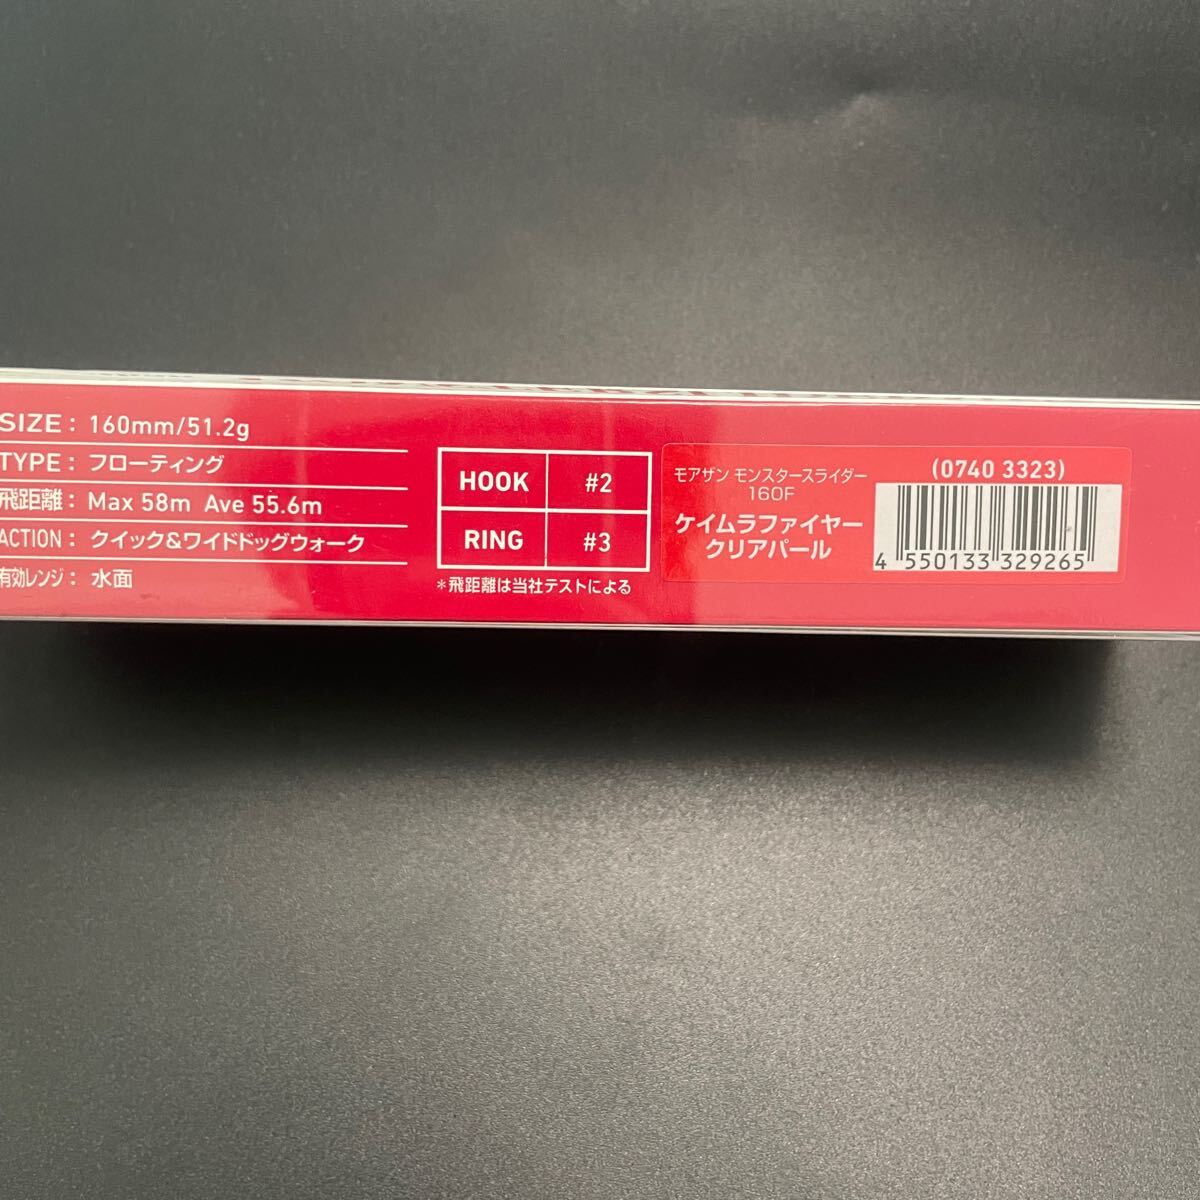 SIZE : 160mm/51.2g
TYPE : フローティング
飛距離 : Max 58m Ave 55.6m
ACTION : クイック&ワイドドッグウォーク
有効レンジ : 水面
HOOK #2
RING #3
*飛距離は当社テストによる
モアザン モンスタースライダー
160F
ケイムラファイヤー
クリアパール
(0740 3323)
4 550133 329265